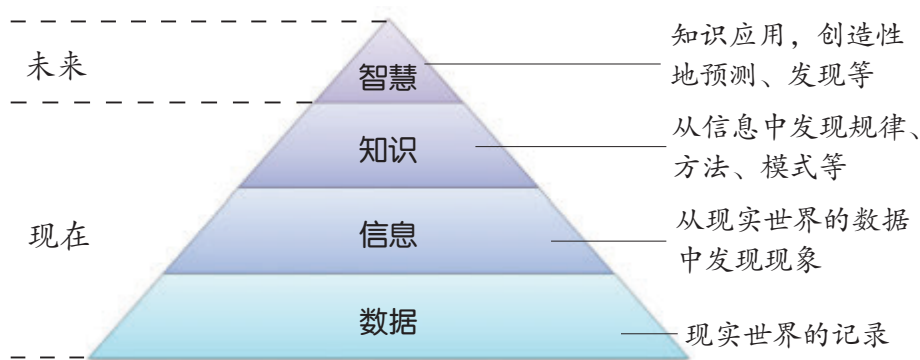 未来
智慧
知识应用，创造性
地预测、发现等
知识
从信息中发现规律、
方法、模式等
现在
信息
从现实世界的数据
中发现现象
数据
现实世界的记录